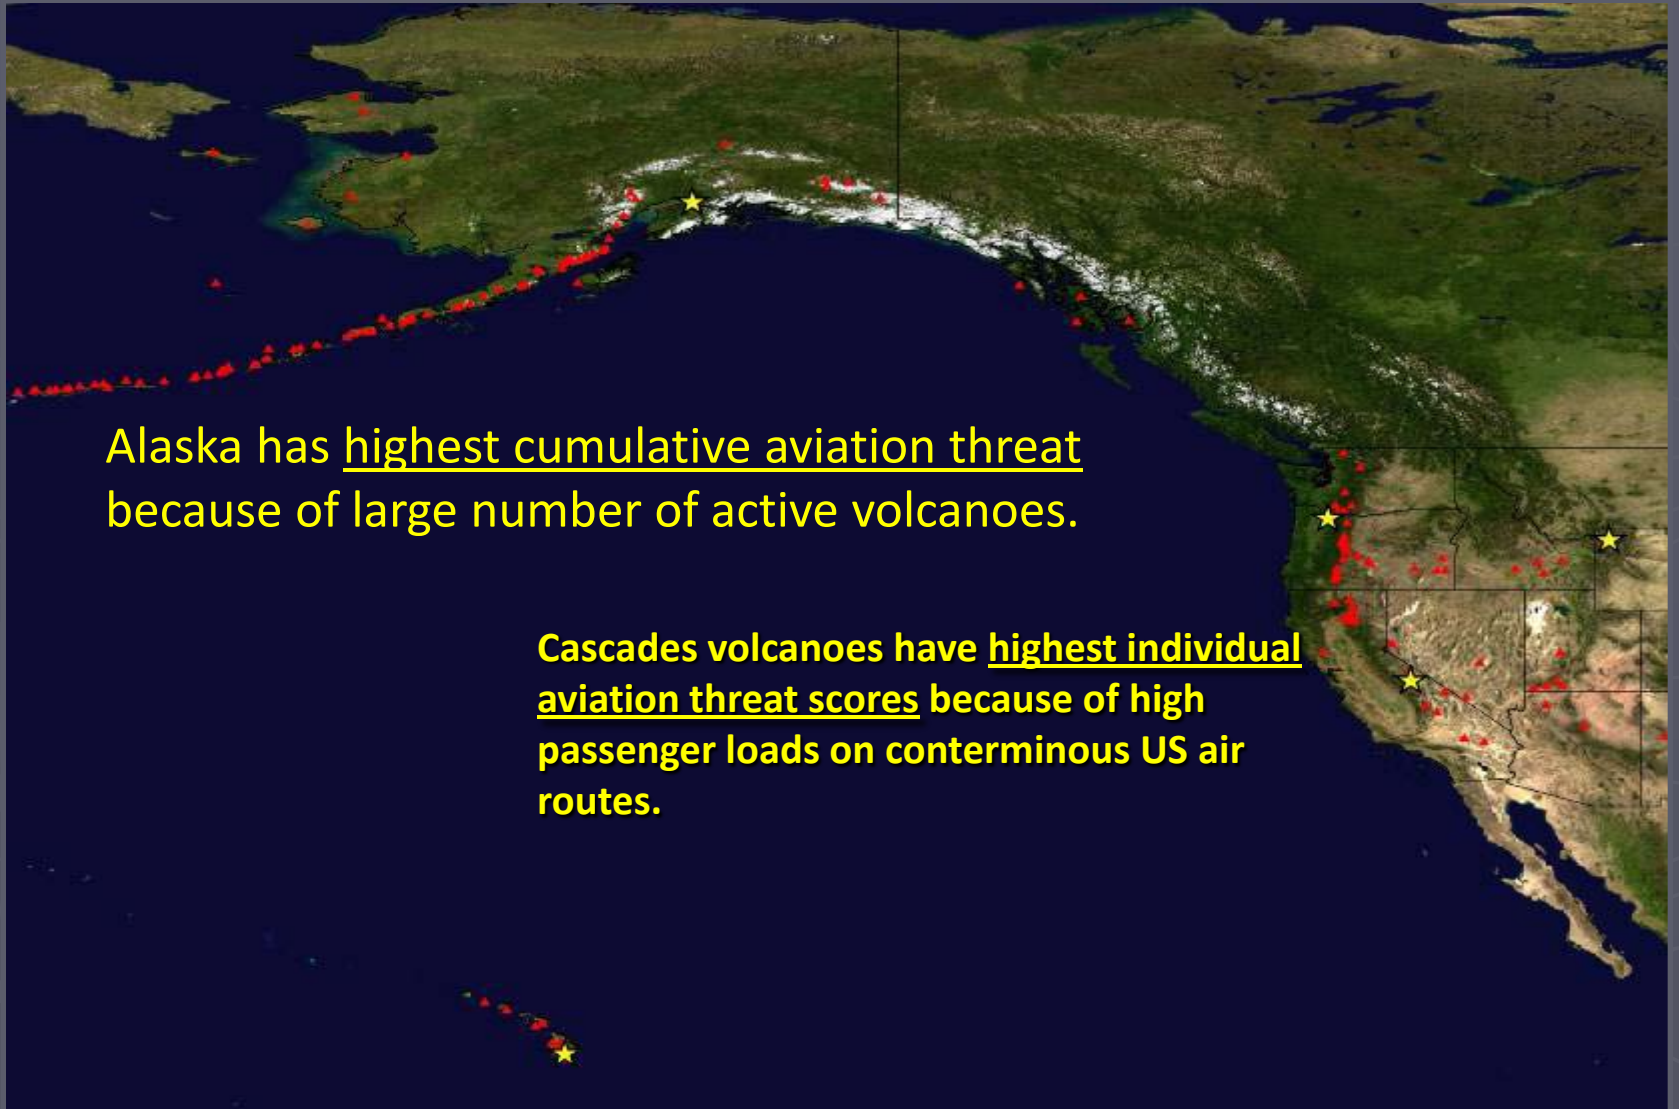 Alaska has highest cumulative aviation threat
because of large number of active volcanoes.
Cascades volcanoes have highest individual
aviation threat scores because of high
passenger loads on conterminous US air
routes.